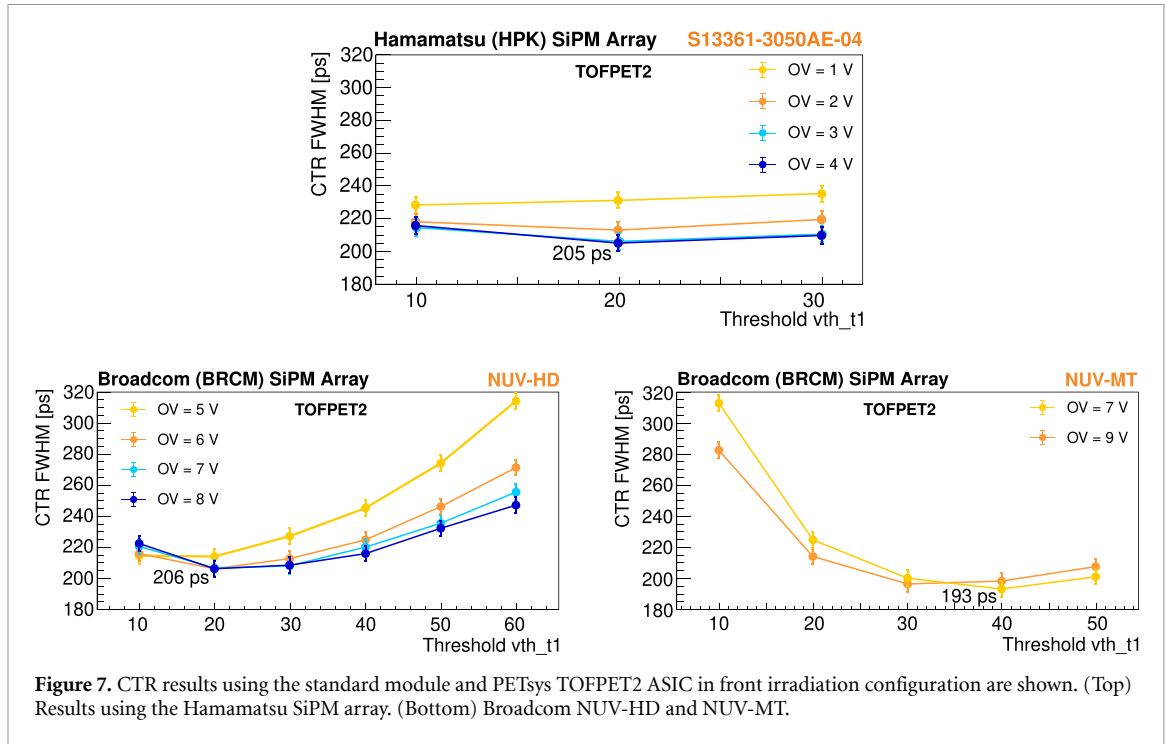 Hamamatsu (HPK) SiPM Array S13361-3050AE-04
TOFPET2
CTR FWHM [ps]
320
300
280
260
240
220
200
180
OV = 1 V
OV = 2 V
OV = 3 V
OV = 4 V
205 ps
10 20 30
Threshold vth_t1
Broadcom (BRCM) SiPM Array NUV-HD
TOFPET2
CTR FWHM [ps]
320
300
280
260
240
220
200
180
OV = 5 V
OV = 6 V
OV = 7 V
OV = 8 V
206 ps
10 20 30 40 50 60
Threshold vth_t1
Broadcom (BRCM) SiPM Array NUV-MT
TOFPET2
CTR FWHM [ps]
320
300
280
260
240
220
200
180
OV = 7 V
OV = 9 V
193 ps
10 20 30 40 50
Threshold vth_t1
Figure 7. CTR results using the standard module and PETsys TOFPET2 ASIC in front irradiation configuration are shown. (Top)
Results using the Hamamatsu SiPM array. (Bottom) Broadcom NUV-HD and NUV-MT.